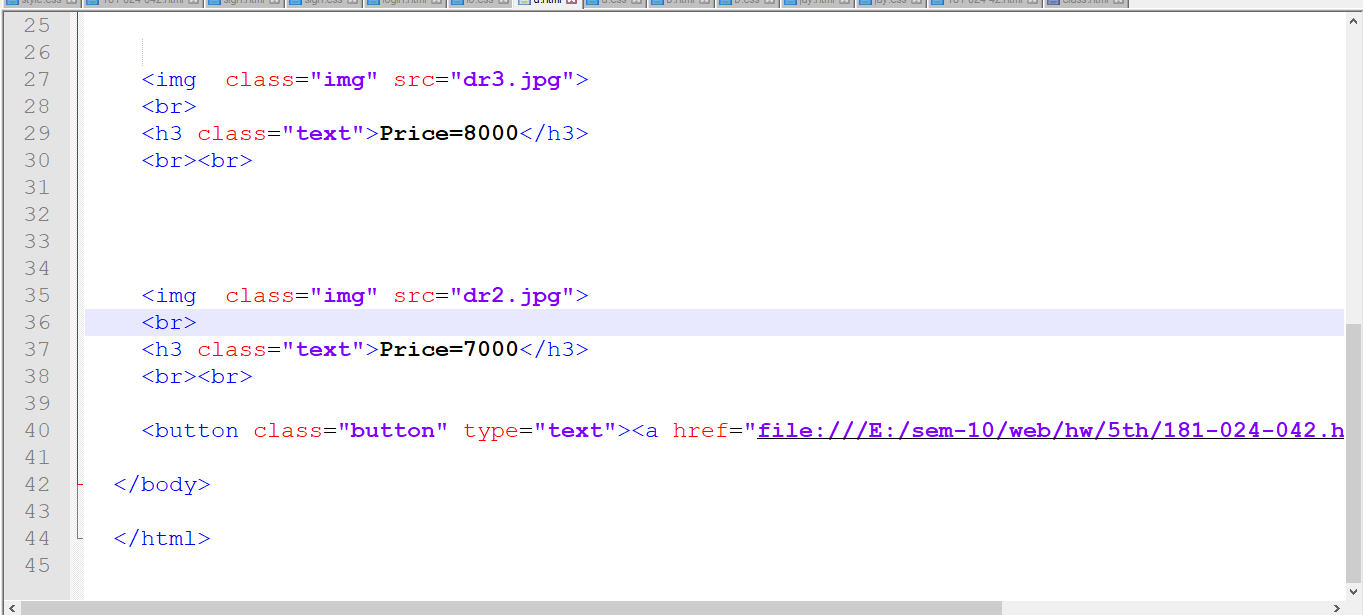 25
26
27 <img  class="img" src="dr3.jpg">
28 <br>
29 <h3 class="text">Price=8000</h3>
30 <br><br>
31
32
33
34
35 <img  class="img" src="dr2.jpg">
36 <br>
37 <h3 class="text">Price=7000</h3>
38 <br><br>
39
40 <button class="button" type="text"><a href="file:///E:/sem-10/web/hw/5th/181-024-042.h
41
42 </body>
43
44 </html>
45